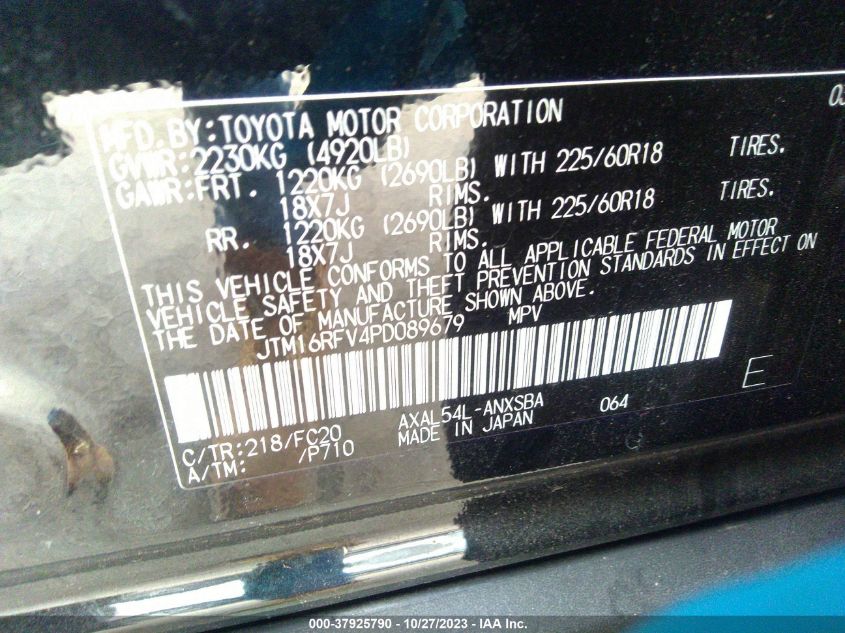 03
MFD.BY:TOYOTA MOTOR CORPORATION
GVWR:2230KG (4920LB)
GAWR:FRT. 1220KG (2690LB) WITH 225/60R18 TIRES.
18X7J RIMS.
RR. 1220KG (2690LB) WITH 225/60R18 TIRES.
18X7J RIMS.
THIS VEHICLE CONFORMS TO ALL APPLICABLE FEDERAL MOTOR
VEHICLE SAFETY AND THEFT PREVENTION STANDARDS IN EFFECT ON
THE DATE OF MANUFACTURE SHOWN ABOVE.
JTM16RFV4PD089679 MPV
E
C/TR:218/FC20 AXAL54L-ANXSBA 064
A/TM: /P710 MADE IN JAPAN
000-37925790 - 10/27/2023 - © IAA Inc.